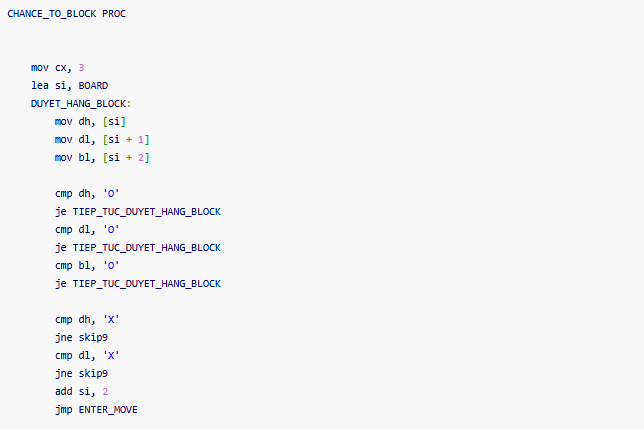 CHANCE_TO_BLOCK PROC
mov cx, 3
lea si, BOARD
DUYET_HANG_BLOCK:
mov dh, [si]
mov dl, [si + 1]
mov bl, [si + 2]
cmp dh, 'O'
je TIEP_TUC_DUYET_HANG_BLOCK
cmp dl, 'O'
je TIEP_TUC_DUYET_HANG_BLOCK
cmp bl, 'O'
je TIEP_TUC_DUYET_HANG_BLOCK
cmp dh, 'X'
jne skip9
cmp dl, 'X'
jne skip9
add si, 2
jmp ENTER_MOVE